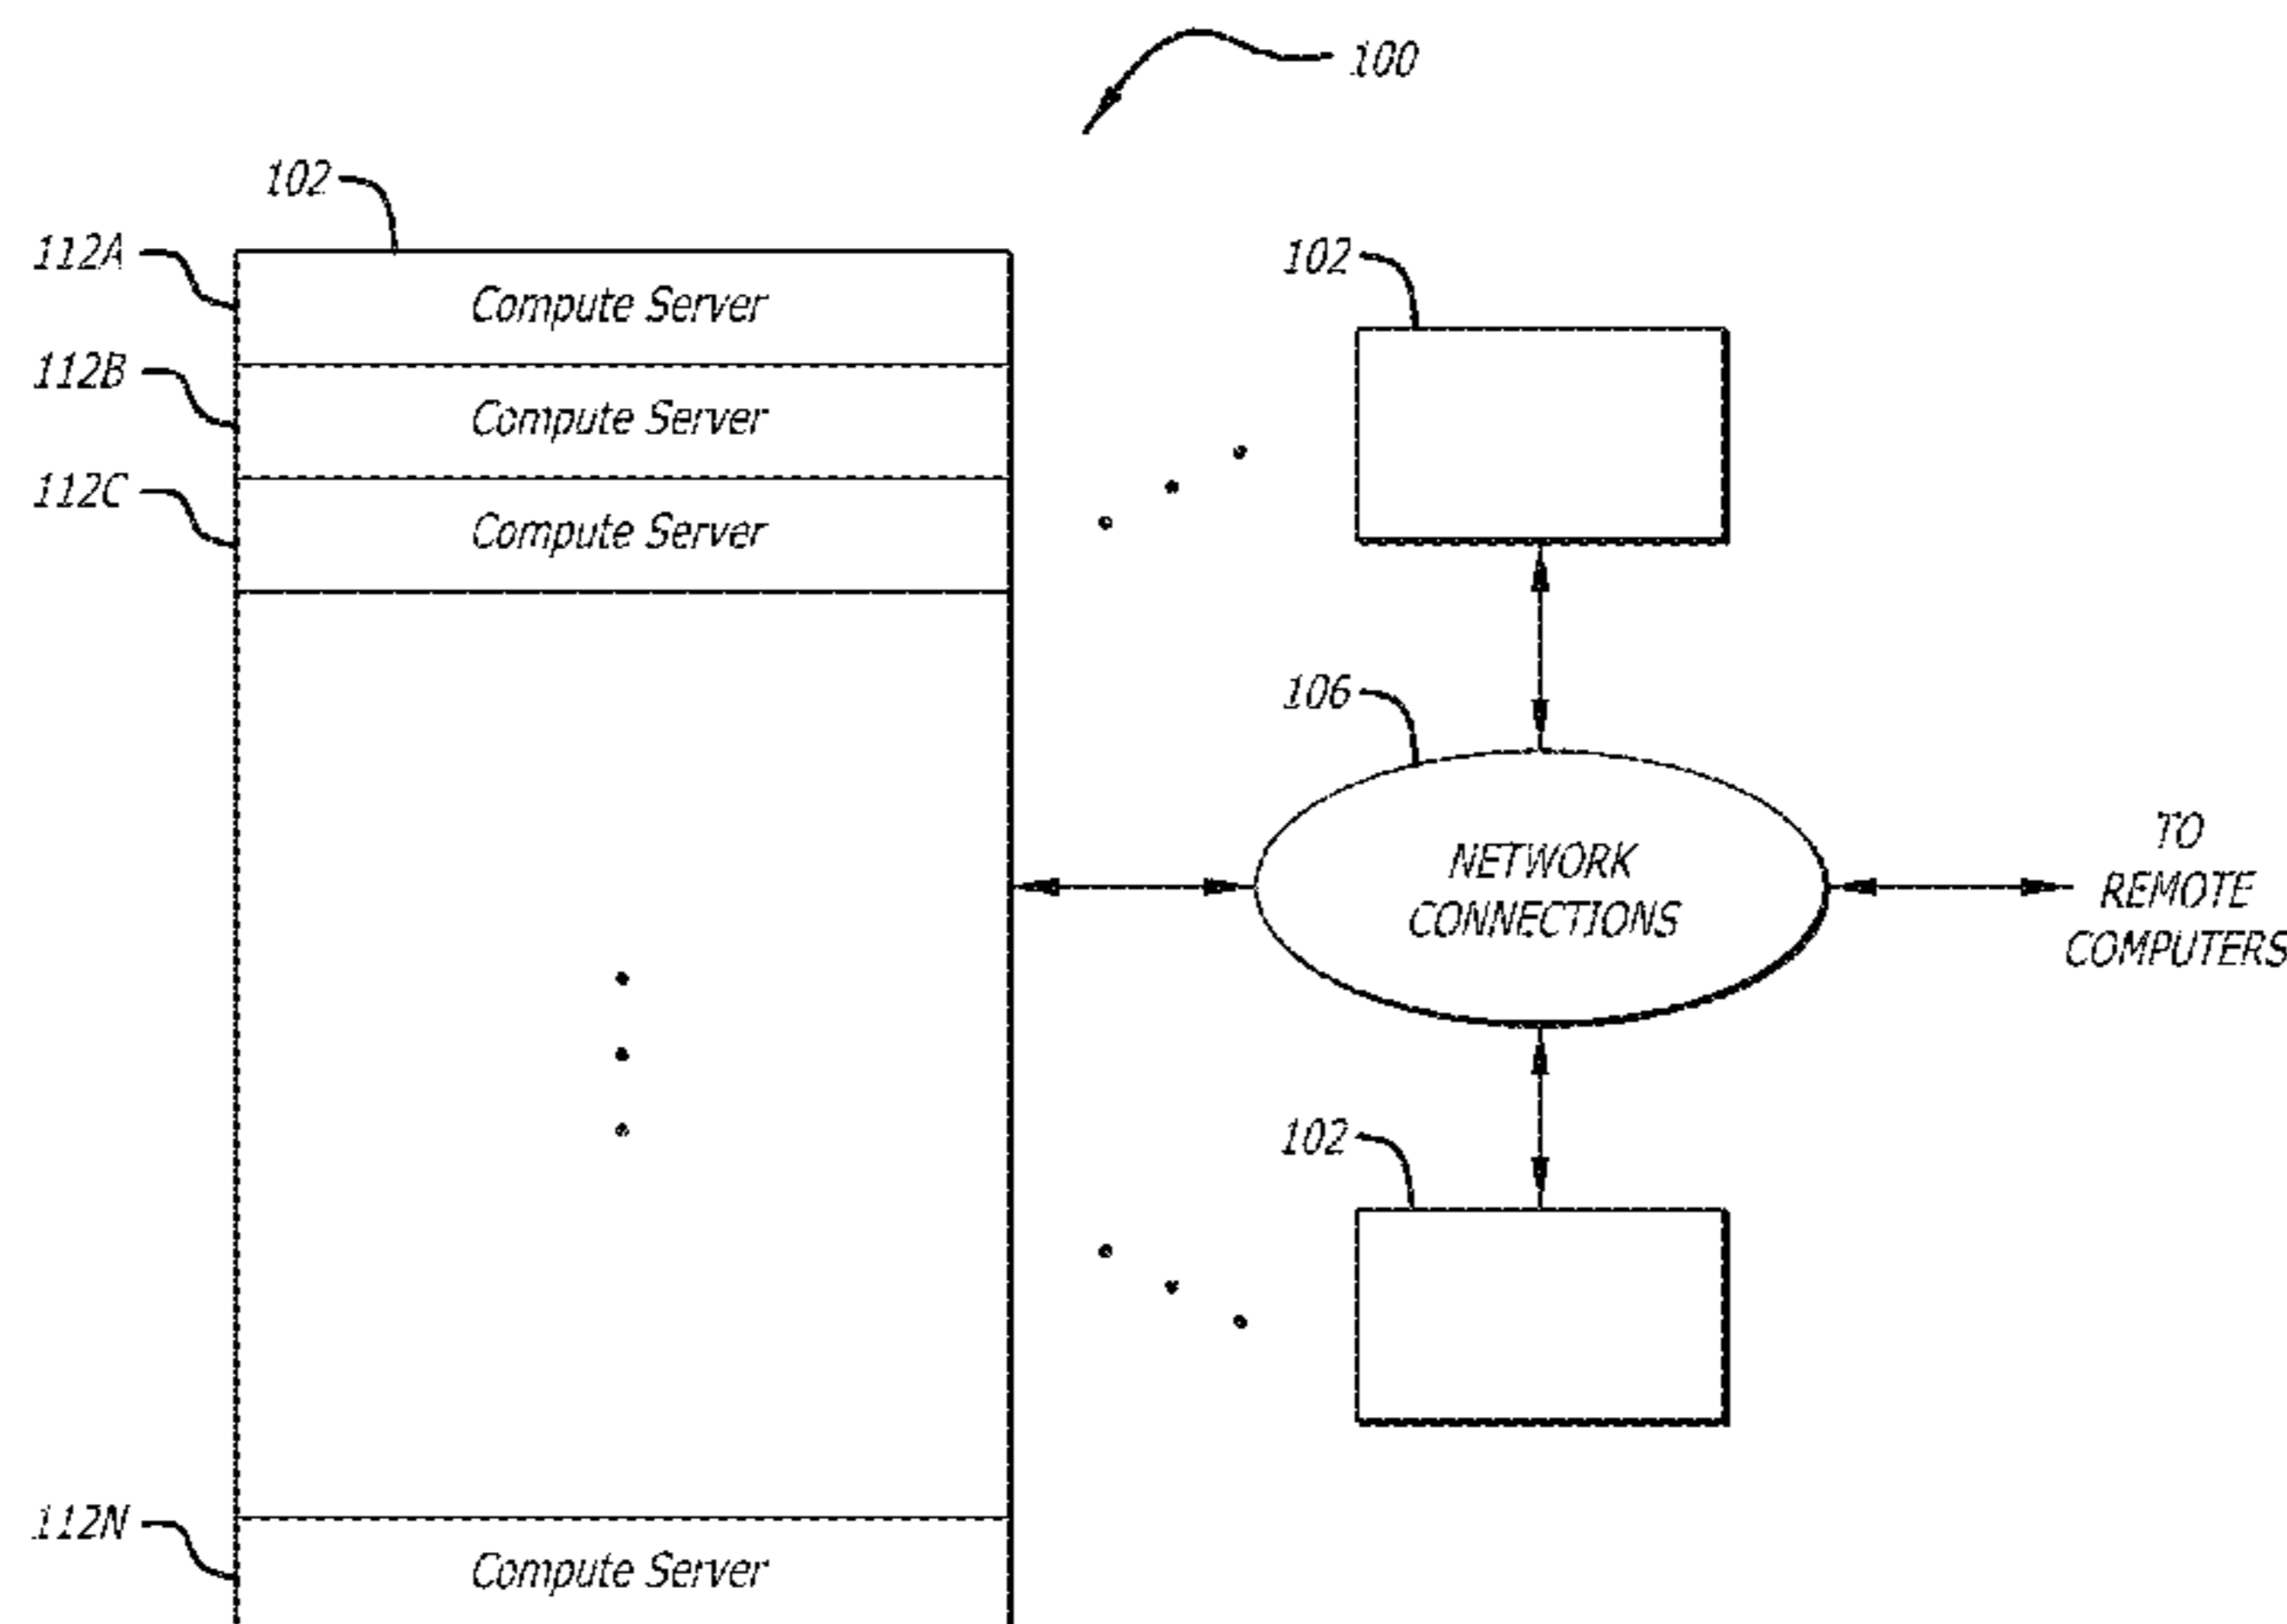 100
102
112A
Compute Server
102
112B
Compute Server
112C
Compute Server
106
NETWORK
CONNECTIONS
TO
REMOTE
COMPUTERS
102
112N
Compute Server